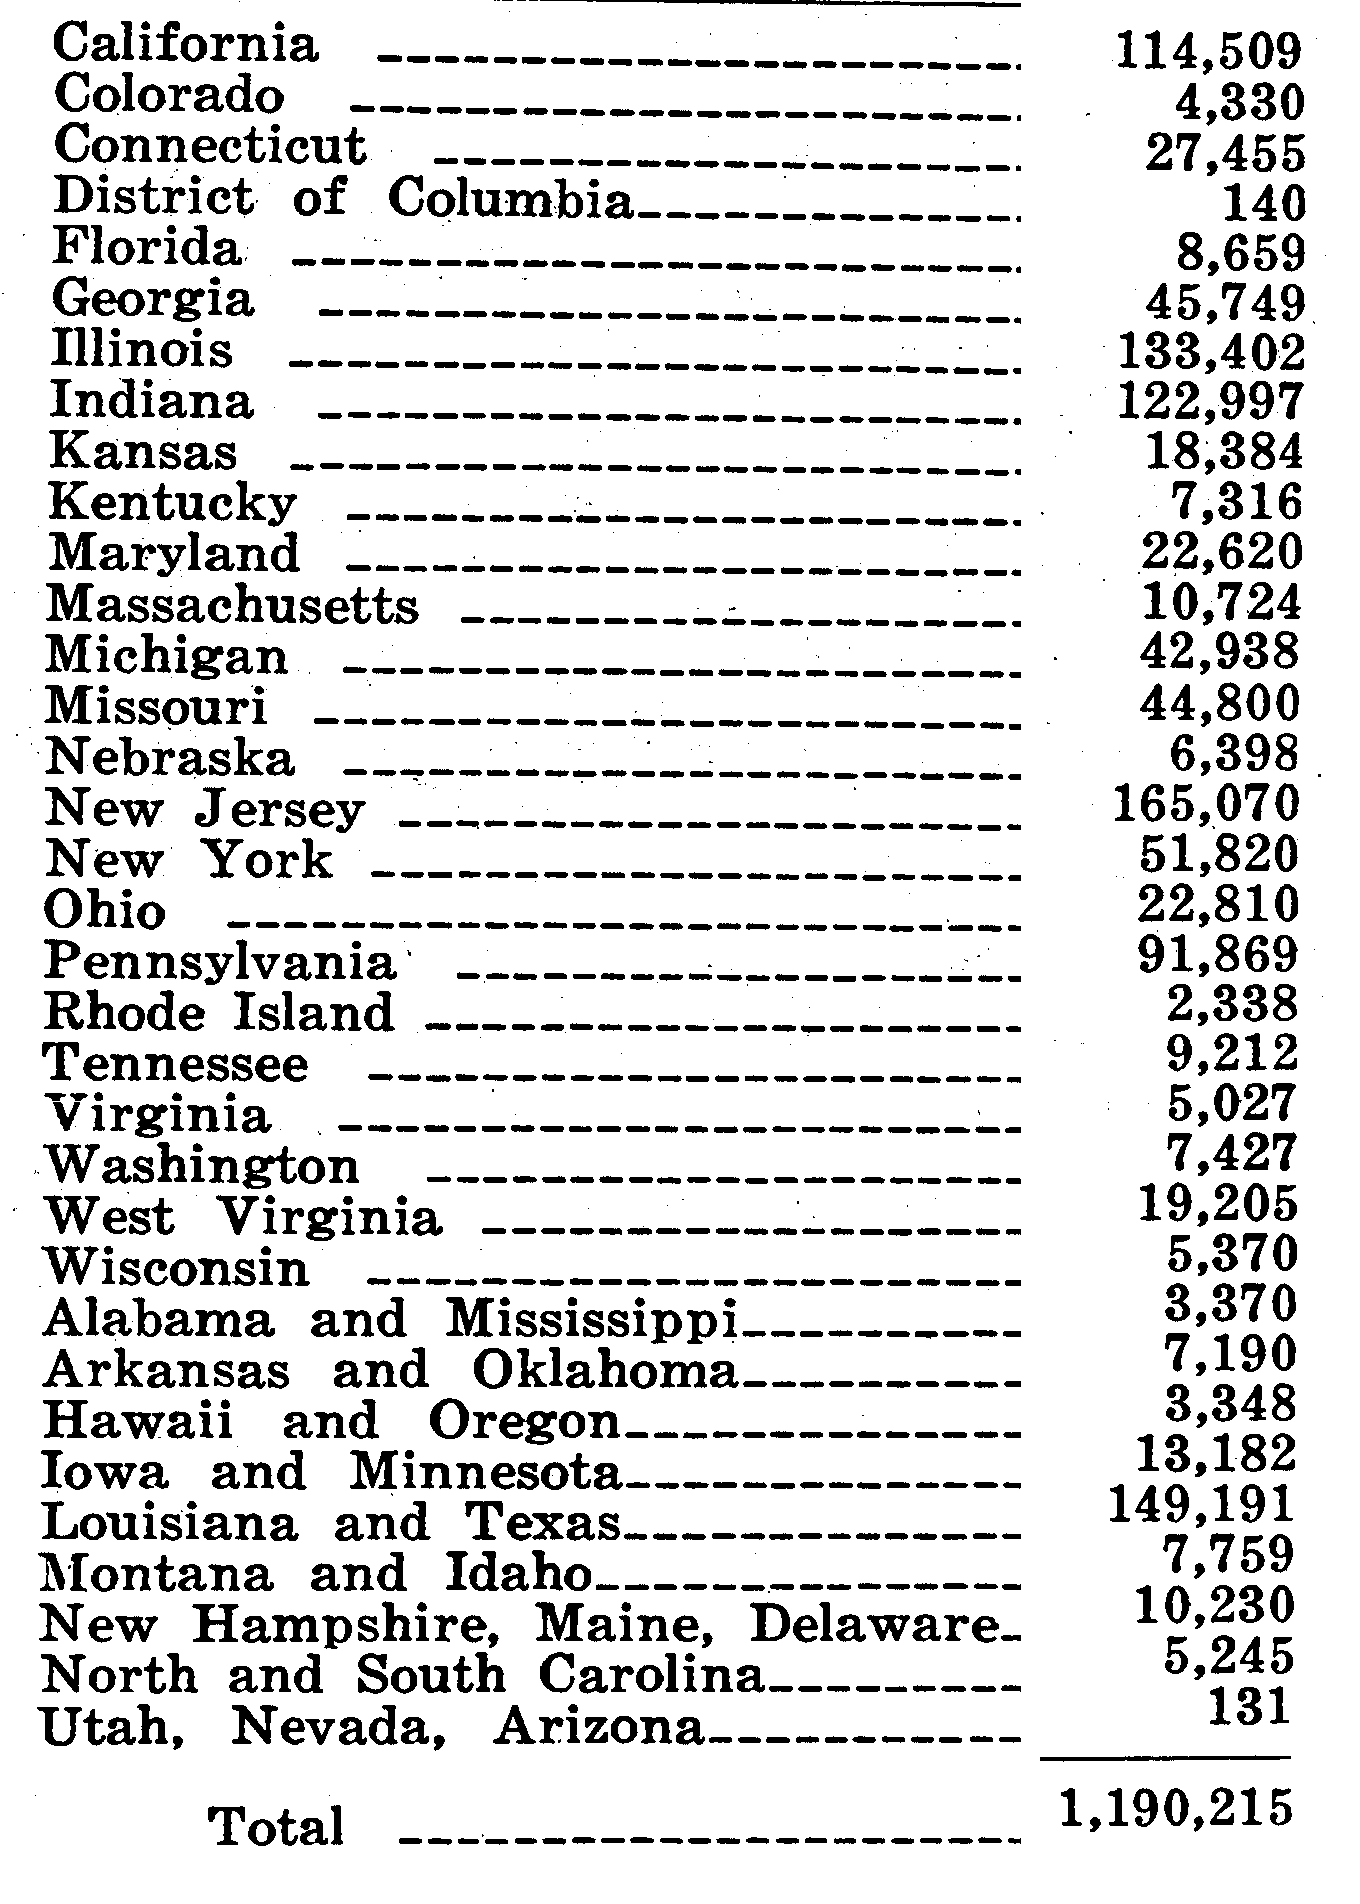 California 114,509
Colorado 4,330
Connecticut 27,455
District of Columbia 140
Florida 8,659
Georgia 45,749
Illinois 133,402
Indiana 122,997
Kansas 18,384
Kentucky 7,316
Maryland 22,620
Massachusetts 10,724
Michigan 42,938
Missouri 44,800
Nebraska 6,398
New Jersey 165,070
New York 51,820
Ohio 22,810
Pennsylvania 91,869
Rhode Island 2,338
Tennessee 9,212
Virginia 5,027
Washington 7,427
West Virginia 19,205
Wisconsin 5,370
Alabama and Mississippi 3,370
Arkansas and Oklahoma 7,190
Hawaii and Oregon 3,348
Iowa and Minnesota 13,182
Louisiana and Texas 149,191
Montana and Idaho 7,759
New Hampshire, Maine, Delaware 10,230
North and South Carolina 5,245
Utah, Nevada, Arizona 131
Total 1,190,215